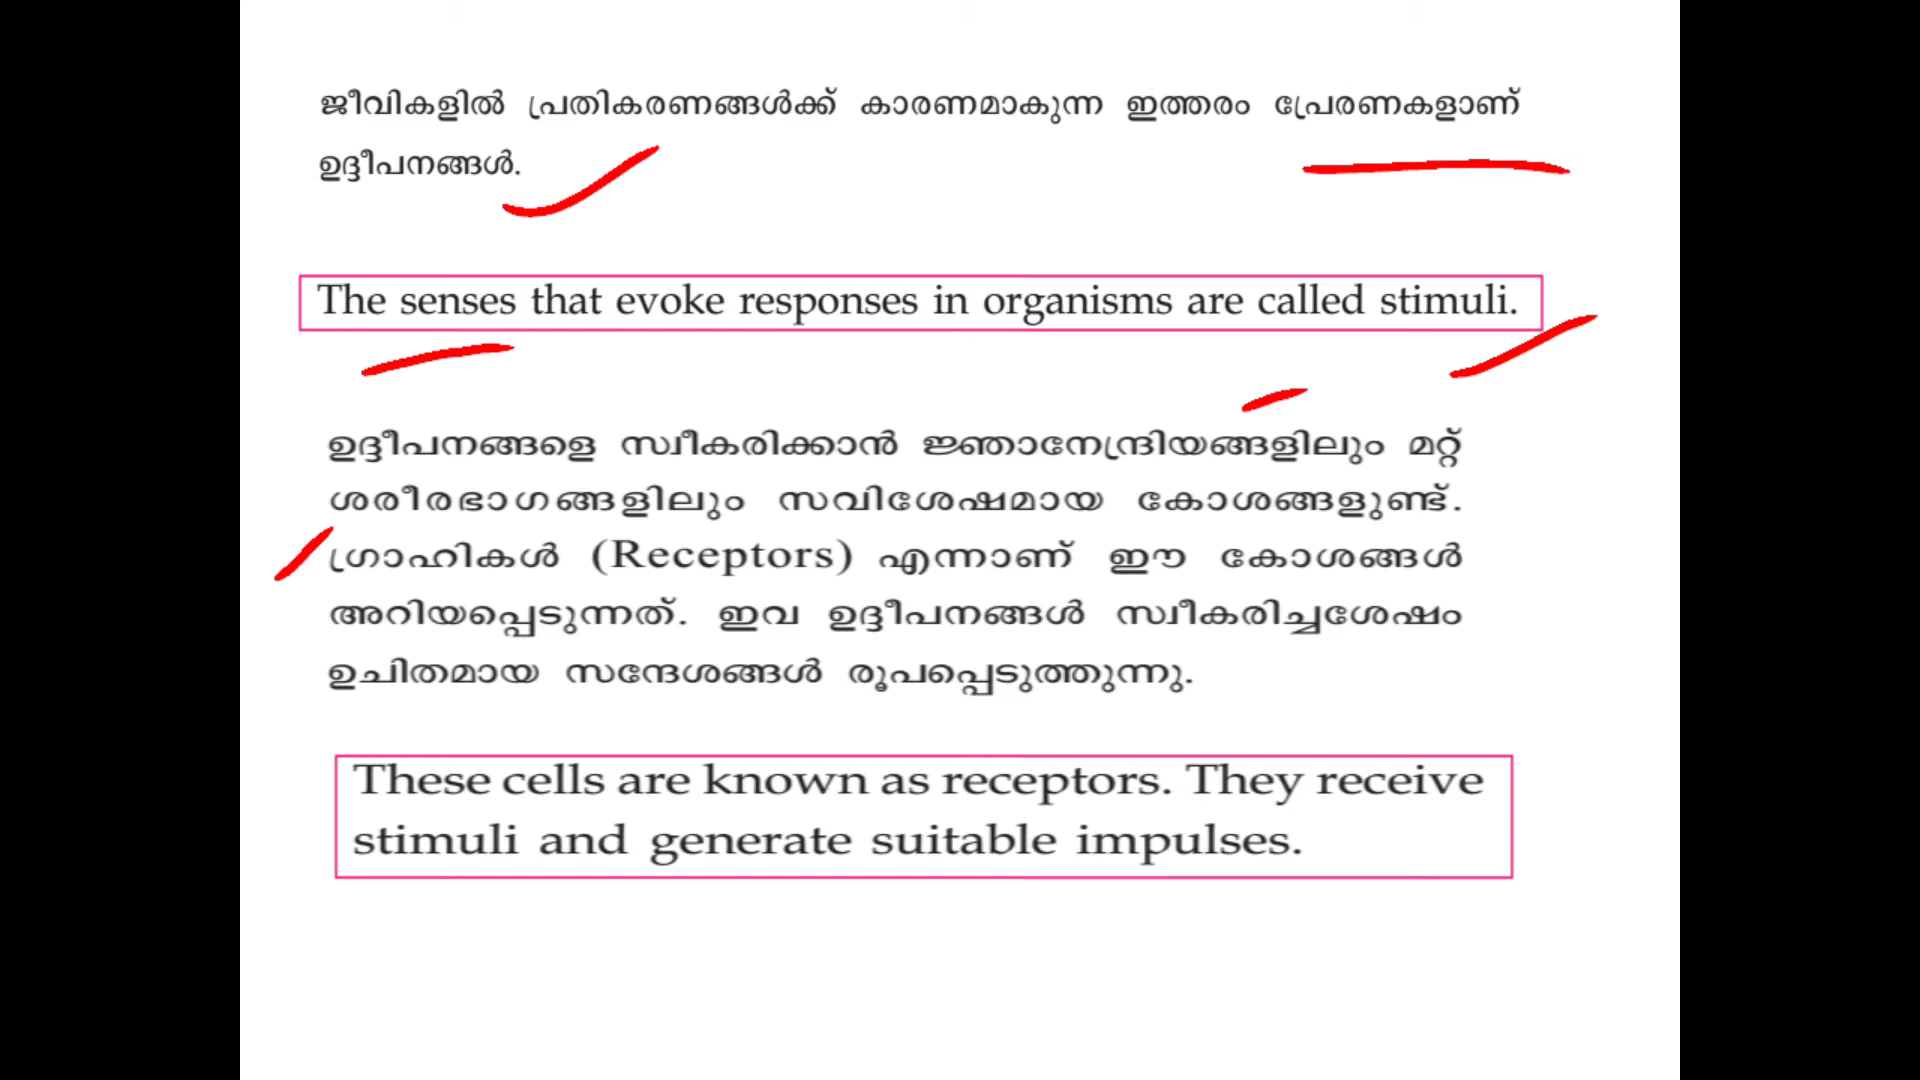 ജീവികളിൽ പ്രതികരണങ്ങൾക്ക് കാരണമാകുന്ന ഇത്തരം പ്രേരണകളാണ്
ഉദ്ദീപനങ്ങൾ.
The senses that evoke responses in organisms are called stimuli.
ഉദ്ദീപനങ്ങളെ സ്വീകരിക്കാൻ ജ്ഞാനേന്ദ്രിയങ്ങളിലും മറ്റ്
ശരീരഭാഗങ്ങളിലും സവിശേഷമായ കോശങ്ങളുണ്ട്.
ഗ്രാഹികൾ (Receptors) എന്നാണ് ഈ കോശങ്ങൾ
അറിയപ്പെടുന്നത്. ഇവ ഉദ്ദീപനങ്ങൾ സ്വീകരിച്ചശേഷം
ഉചിതമായ സന്ദേശങ്ങൾ രൂപപ്പെടുത്തുന്നു.
These cells are known as receptors. They receive
stimuli and generate suitable impulses.